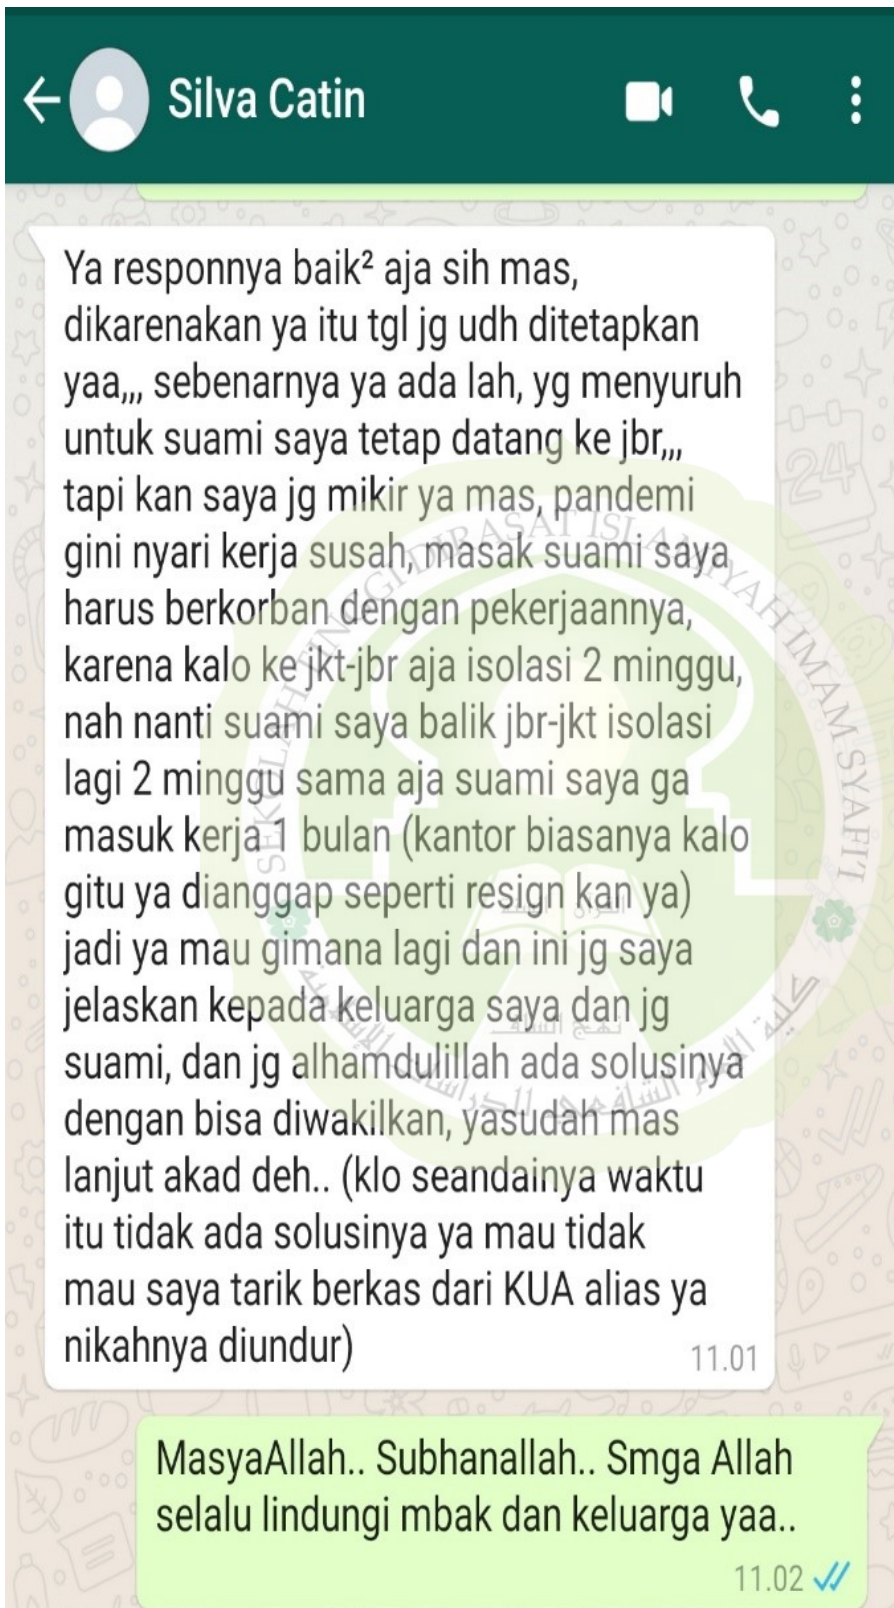 Silva Catin
Ya responnya baik² aja sih mas,
dikarenakan ya itu tgl jg udh ditetapkan
yaa,,, sebenarnya ya ada lah, yg menyuruh
untuk suami saya tetap datang ke jbr,,,
tapi kan saya jg mikir ya mas, pandemi
gini nyari kerja susah, masak suami saya
harus berkorban dengan pekerjaannya,
karena kalo ke jkt-jbr aja isolasi 2 minggu,
nah nanti suami saya balik jbr-jkt isolasi
lagi 2 minggu sama aja suami saya ga
masuk kerja 1 bulan (kantor biasanya kalo
gitu ya dianggap seperti resign kan ya)
jadi ya mau gimana lagi dan ini jg saya
jelaskan kepada keluarga saya dan jg
suami, dan jg alhamdulillah ada solusinya
dengan bisa diwakilkan, yasudah mas
lanjut akad deh.. (klo seandainya waktu
itu tidak ada solusinya ya mau tidak
mau saya tarik berkas dari KUA alias ya
nikahnya diundur)
11.01
MasyaAllah.. Subhanallah.. Smga Allah
selalu lindungi mbak dan keluarga yaa..
11.02
SEKOLAH TINGGI DIRASAT ISLAMIYAH IMAM SYAFI'I